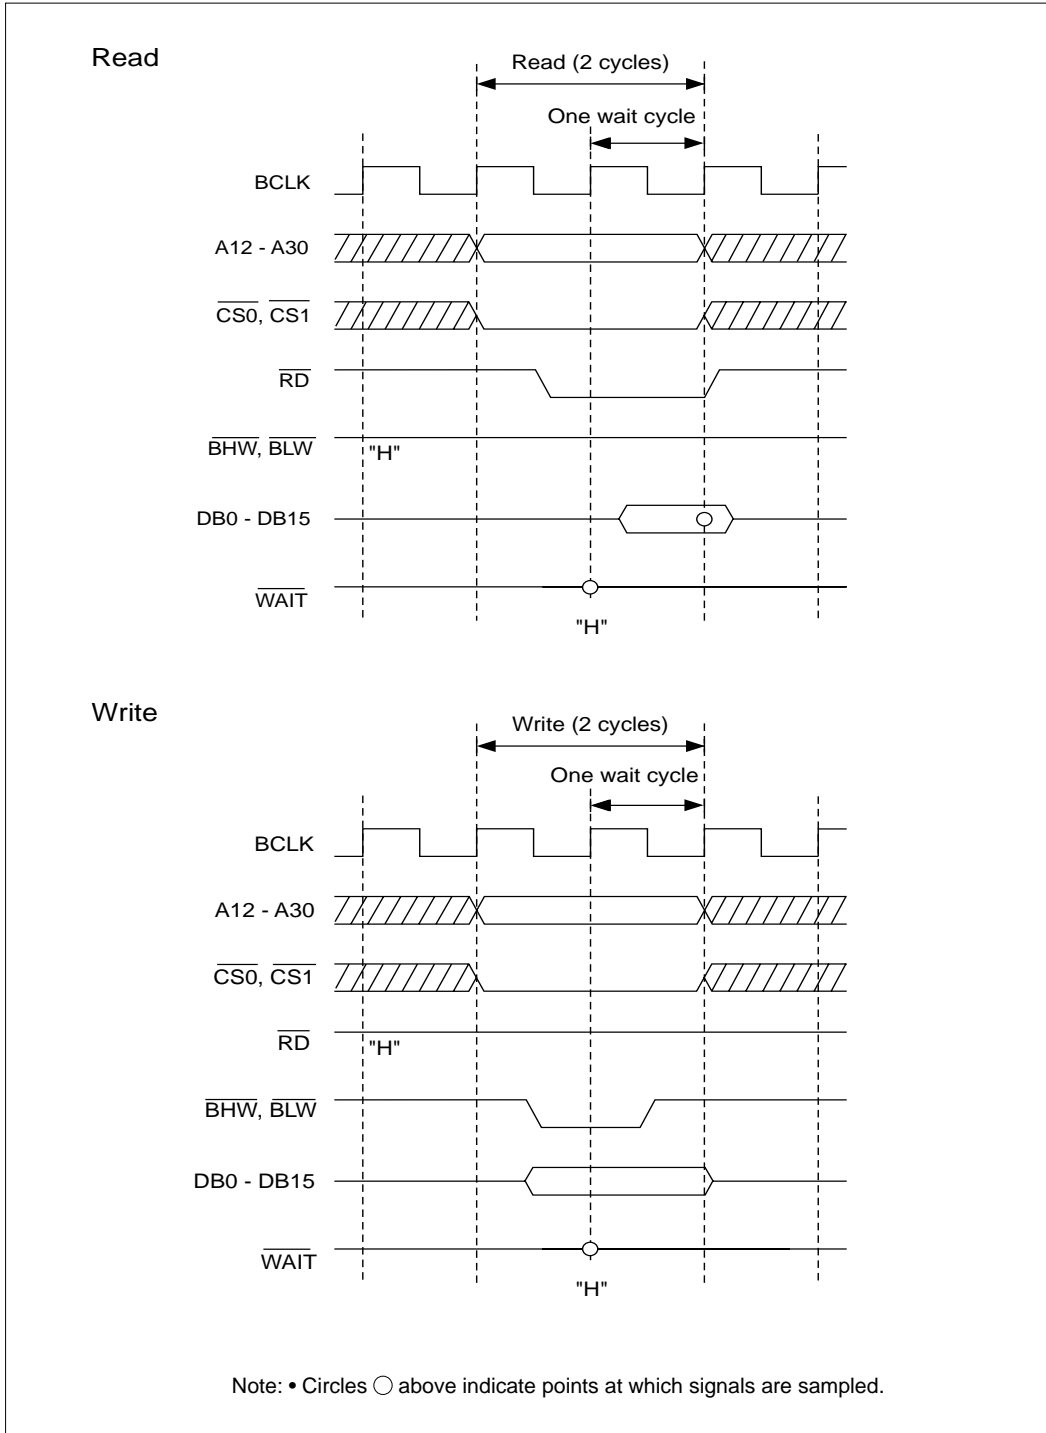 Read
Read (2 cycles)
One wait cycle
BCLK
A12 - A30
CS0, CS1
RD
BHW, BLW
"H"
DB0 - DB15
WAIT
"H"
Write
Write (2 cycles)
One wait cycle
BCLK
A12 - A30
CS0, CS1
RD
"H"
BHW, BLW
DB0 - DB15
WAIT
"H"
Note: • Circles ○ above indicate points at which signals are sampled.